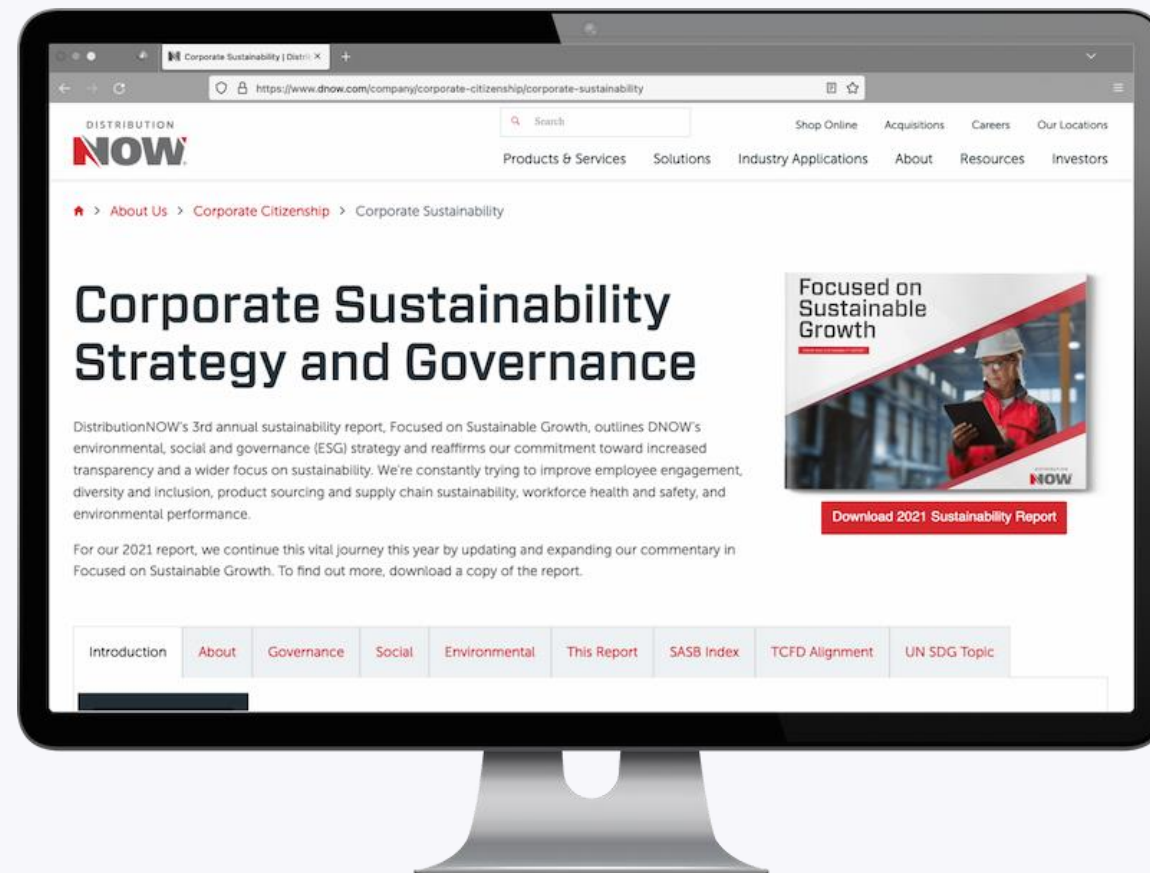 Corporate Sustainability | Distri
https://www.dnow.com/company/corporate-citizenship/corporate-sustainability
DISTRIBUTION
NOW
Search
Shop Online Acquisitions Careers Our Locations
Products & Services Solutions Industry Applications About Resources Investors
> About Us > Corporate Citizenship > Corporate Sustainability
Corporate Sustainability
Strategy and Governance
DistributionNOW's 3rd annual sustainability report, Focused on Sustainable Growth, outlines DNOW's
environmental, social and governance (ESG) strategy and reaffirms our commitment toward increased
transparency and a wider focus on sustainability. We're constantly trying to improve employee engagement,
diversity and inclusion, product sourcing and supply chain sustainability, workforce health and safety, and
environmental performance.
For our 2021 report, we continue this vital journey this year by updating and expanding our commentary in
Focused on Sustainable Growth. To find out more, download a copy of the report.
Focused on
Sustainable
Growth
DISTRIBUTION
NOW
Download 2021 Sustainability Report
Introduction About Governance Social Environmental This Report SASB Index TCFD Alignment UN SDG Topic